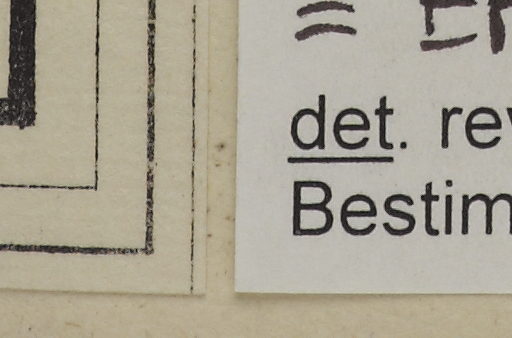 det. rev
Bestim